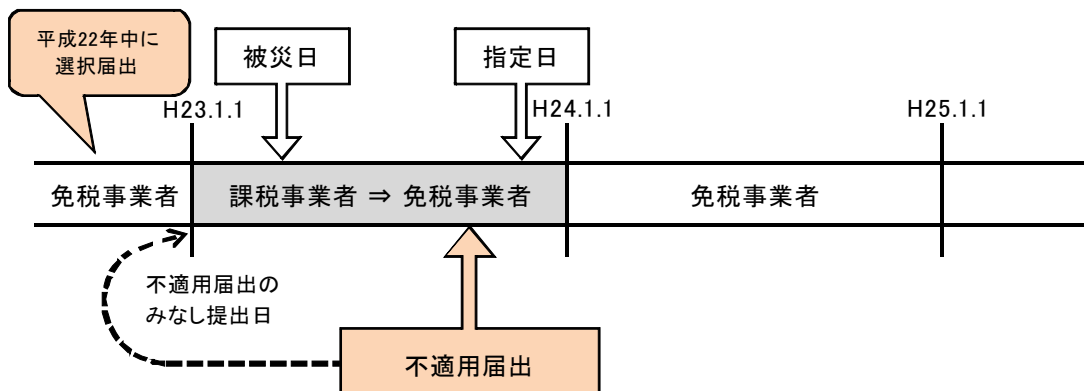 平成22年中に
選択届出
被災日
指定日
H23.1.1
H24.1.1
H25.1.1
免税事業者
課税事業者 ⇒ 免税事業者
免税事業者
不適用届出の
みなし提出日
不適用届出